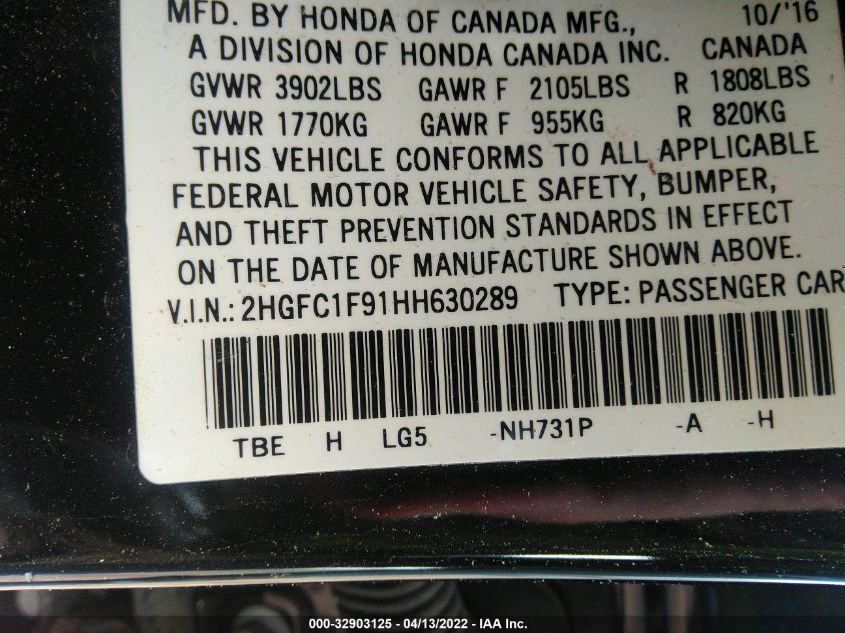 MFD. BY HONDA OF CANADA MFG., 10/'16
A DIVISION OF HONDA CANADA INC. CANADA
GVWR 3902LBS GAWR F 2105LBS R 1808LBS
GVWR 1770KG GAWR F 955KG R 820KG
THIS VEHICLE CONFORMS TO ALL APPLICABLE
FEDERAL MOTOR VEHICLE SAFETY, BUMPER,
AND THEFT PREVENTION STANDARDS IN EFFECT
ON THE DATE OF MANUFACTURE SHOWN ABOVE.
V.I.N.: 2HGFC1F91HH630289 TYPE: PASSENGER CAR
TBE H LG5 -NH731P -A -H
000-32903125 - 04/13/2022 - IAA Inc.